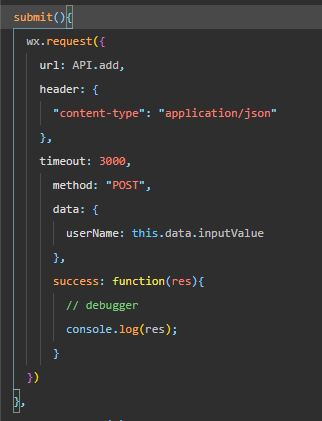 submit(){
wx.request({
url: API.add,
header: {
"content-type": "application/json"
},
timeout: 3000,
method: "POST",
data: {
userName: this.data.inputValue
},
success: function(res){
// debugger
console.log(res);
}
})
},